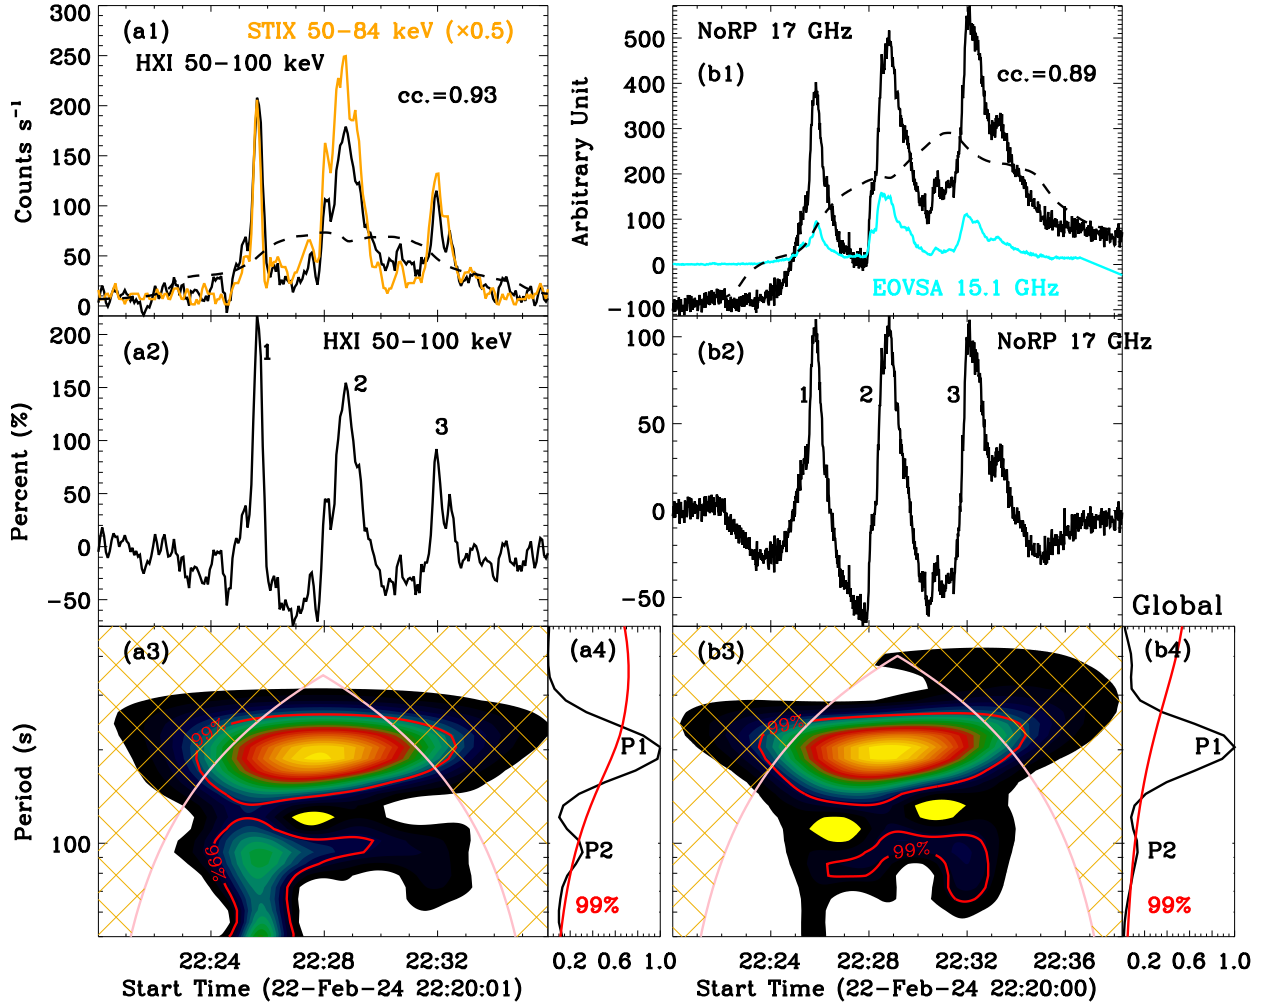 (a1)
STIX 50-84 keV (×0.5)
HXI 50-100 keV
cc.=0.93
Counts s⁻¹
300
250
200
150
100
50
0
NoRP 17 GHz
(b1)
cc.=0.89
EOVSA 15.1 GHz
Arbitrary Unit
500
400
300
200
100
0
-100
(a2)
HXI 50-100 keV
1
2
3
Percent (%)
200
150
100
50
0
-50
(b2)
NoRP 17 GHz
1
2
3
100
50
0
-50
Global
(a3)
99%
99%
Period (s)
100
22:24
22:28
22:32
Start Time (22-Feb-24 22:20:01)
(a4)
P1
P2
99%
0.2 0.6 1.0
(b3)
99%
99%
22:24
22:28
22:32
22:36
Start Time (22-Feb-24 22:20:00)
(b4)
P1
P2
99%
0.2 0.6 1.0